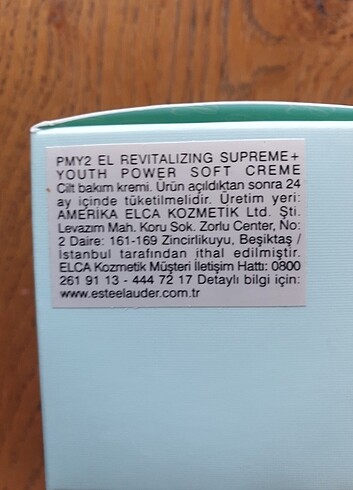 PMY2 EL REVITALIZING SUPREME+
YOUTH POWER SOFT CREME
Cilt bakım kremi. Ürün açıldıktan sonra 24
ay içinde tüketilmelidir. Üretim yeri:
AMERİKA ELCA KOZMETİK Ltd. Şti.
Levazım Mah. Koru Sok. Zorlu Center, No:
2 Daire: 161-169 Zincirlikuyu, Beşiktaş /
İstanbul tarafından ithal edilmiştir.
ELCA Kozmetik Müşteri İletişim Hattı: 0800
261 91 13 - 444 72 17 Detaylı bilgi için:
www.esteelauder.com.tr